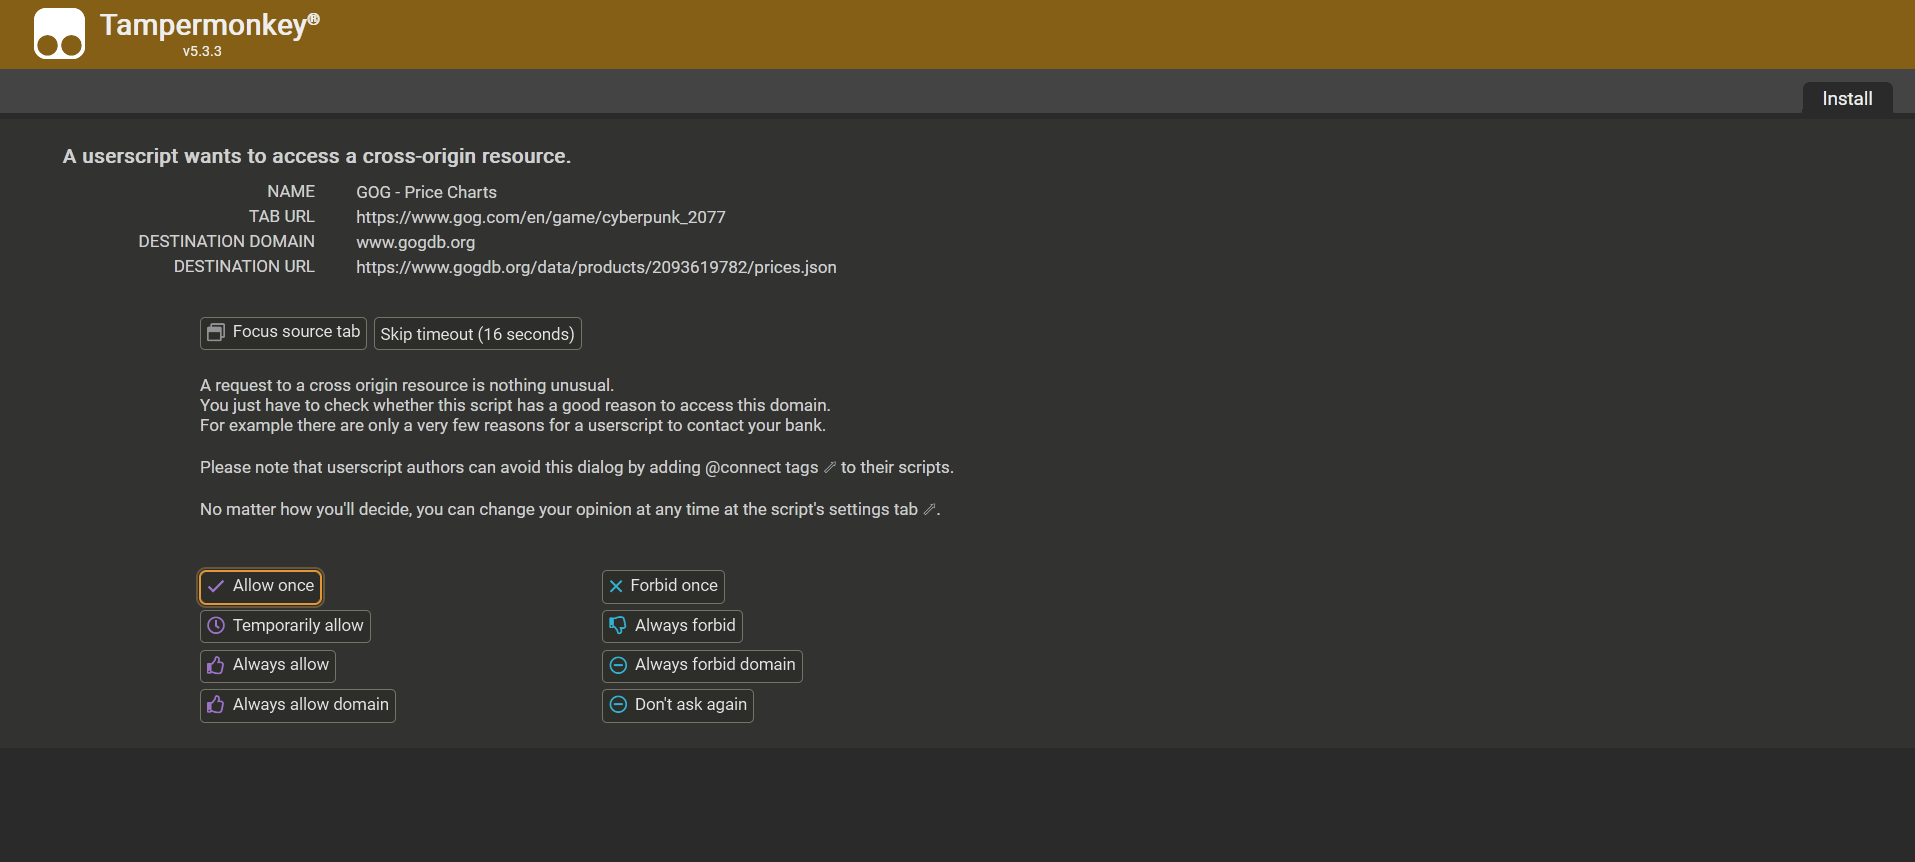 Tampermonkey®
v5.3.3
Install
A userscript wants to access a cross-origin resource.
NAME GOG - Price Charts
TAB URL https://www.gog.com/en/game/cyberpunk_2077
DESTINATION DOMAIN www.gogdb.org
DESTINATION URL https://www.gogdb.org/data/products/2093619782/prices.json
Focus source tab Skip timeout (16 seconds)
A request to a cross origin resource is nothing unusual.
You just have to check whether this script has a good reason to access this domain.
For example there are only a very few reasons for a userscript to contact your bank.
Please note that userscript authors can avoid this dialog by adding @connect tags to their scripts.
No matter how you'll decide, you can change your opinion at any time at the script's settings tab .
Allow once Forbid once
Temporarily allow Always forbid
Always allow Always forbid domain
Always allow domain Don't ask again